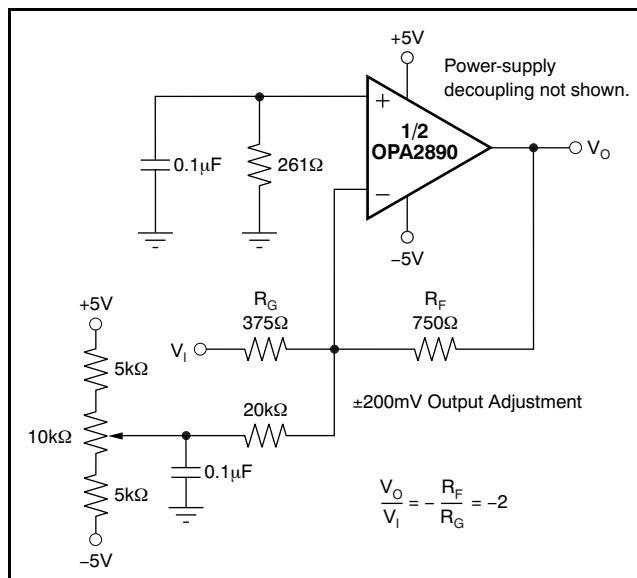 +5V
Power-supply
decoupling not shown.
+
1/2
OPA2890
V_O
0.1μF
261Ω
−
−5V
R_G
375Ω
R_F
750Ω
+5V
V_I
5kΩ
±200mV Output Adjustment
20kΩ
10kΩ
0.1μF
5kΩ
V_O / V_I = − R_F / R_G = −2
−5V